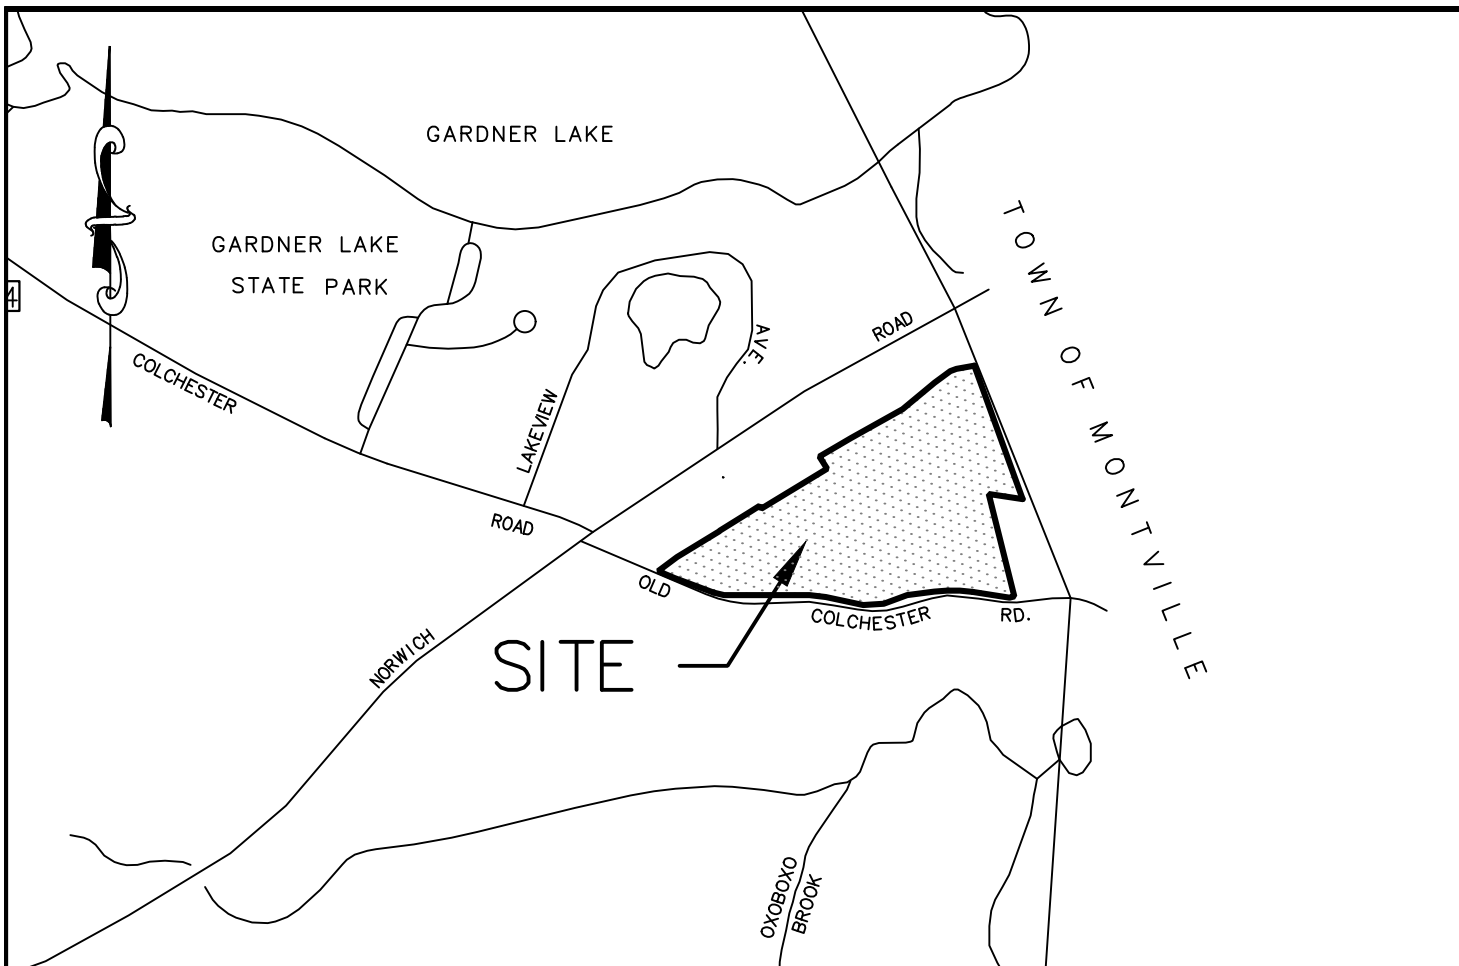 GARDNER LAKE
GARDNER LAKE
STATE PARK
TOWN OF MONTVILLE
4
COLCHESTER
ROAD
LAKEVIEW
AVE.
ROAD
NORWICH
OLD
COLCHESTER
RD.
SITE
OXOBOXO
BROOK